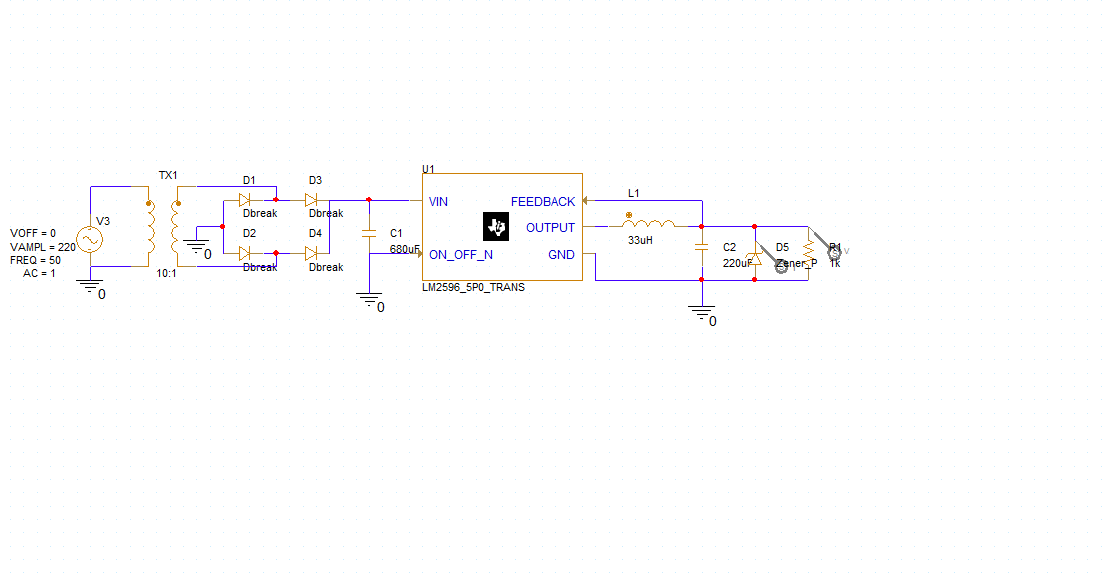 TX1
V3
VOFF = 0
VAMPL = 220
FREQ = 50
AC = 1
0
10:1
D1
Dbreak
D2
Dbreak
0
D3
Dbreak
D4
Dbreak
C1
680uF
0
U1
VIN
ON_OFF_N
FEEDBACK
OUTPUT
GND
LM2596_5P0_TRANS
L1
33uH
C2
220uF
0
D5
Zener_P
R1
1k
V